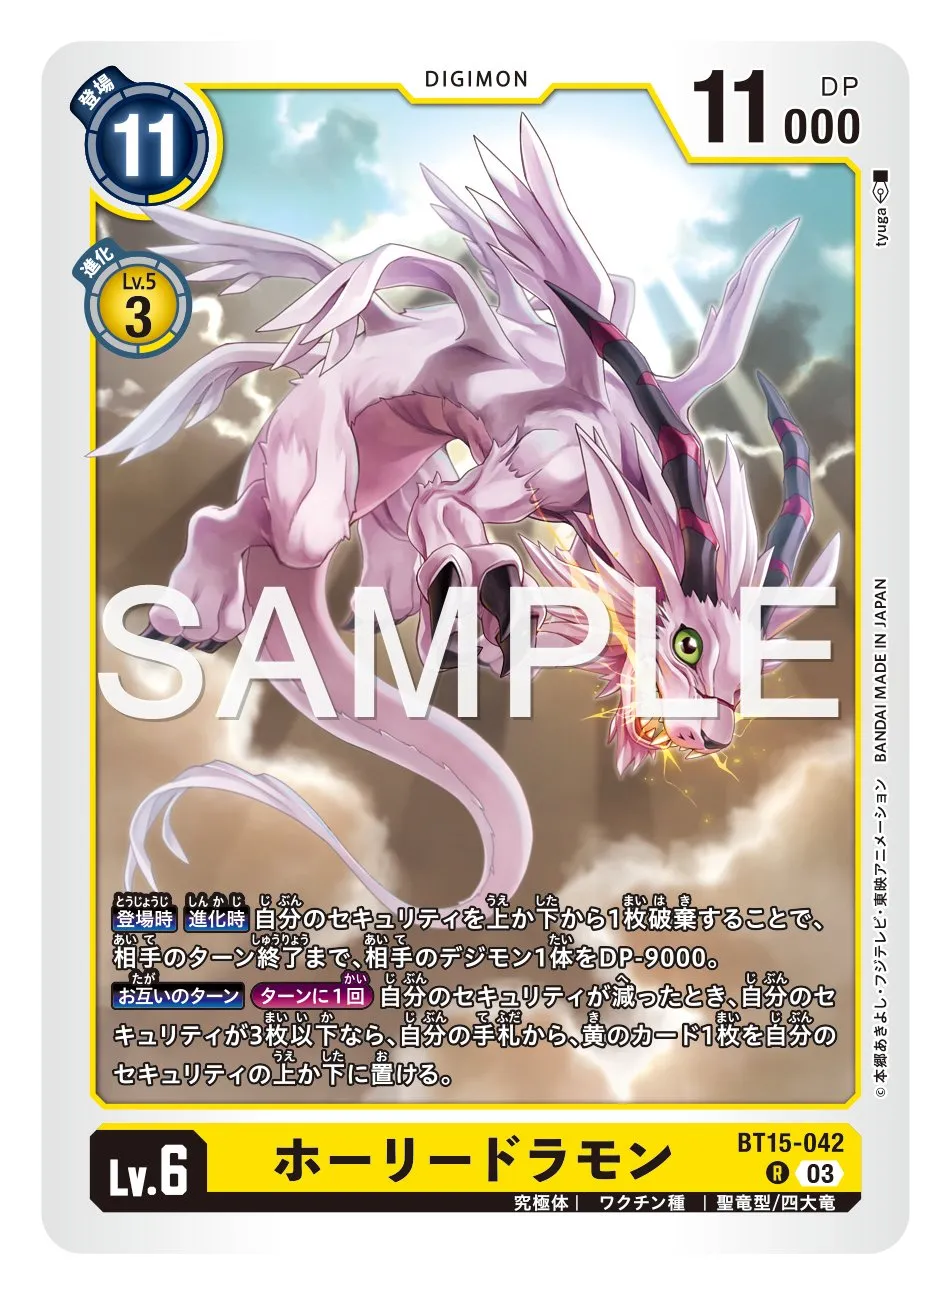 DIGIMON
登場
11
11000
DP
進化
Lv.5
3
tyuga
SAMPLE
登場時 進化時 自分のセキュリティを上か下から1枚破棄することで、
相手のターン終了まで、相手のデジモン1体をDP-9000。
お互いのターン ターンに1回 自分のセキュリティが減ったとき、自分のセ
キュリティが3枚以下なら、自分の手札から、黄のカード1枚を自分の
セキュリティの上か下に置ける。
©本郷あきよし・フジテレビ・東映アニメーション BANDAI MADE IN JAPAN
Lv.6
ホーリードラモン
BT15-042
R 03
究極体| ワクチン種 |聖竜型/四大竜